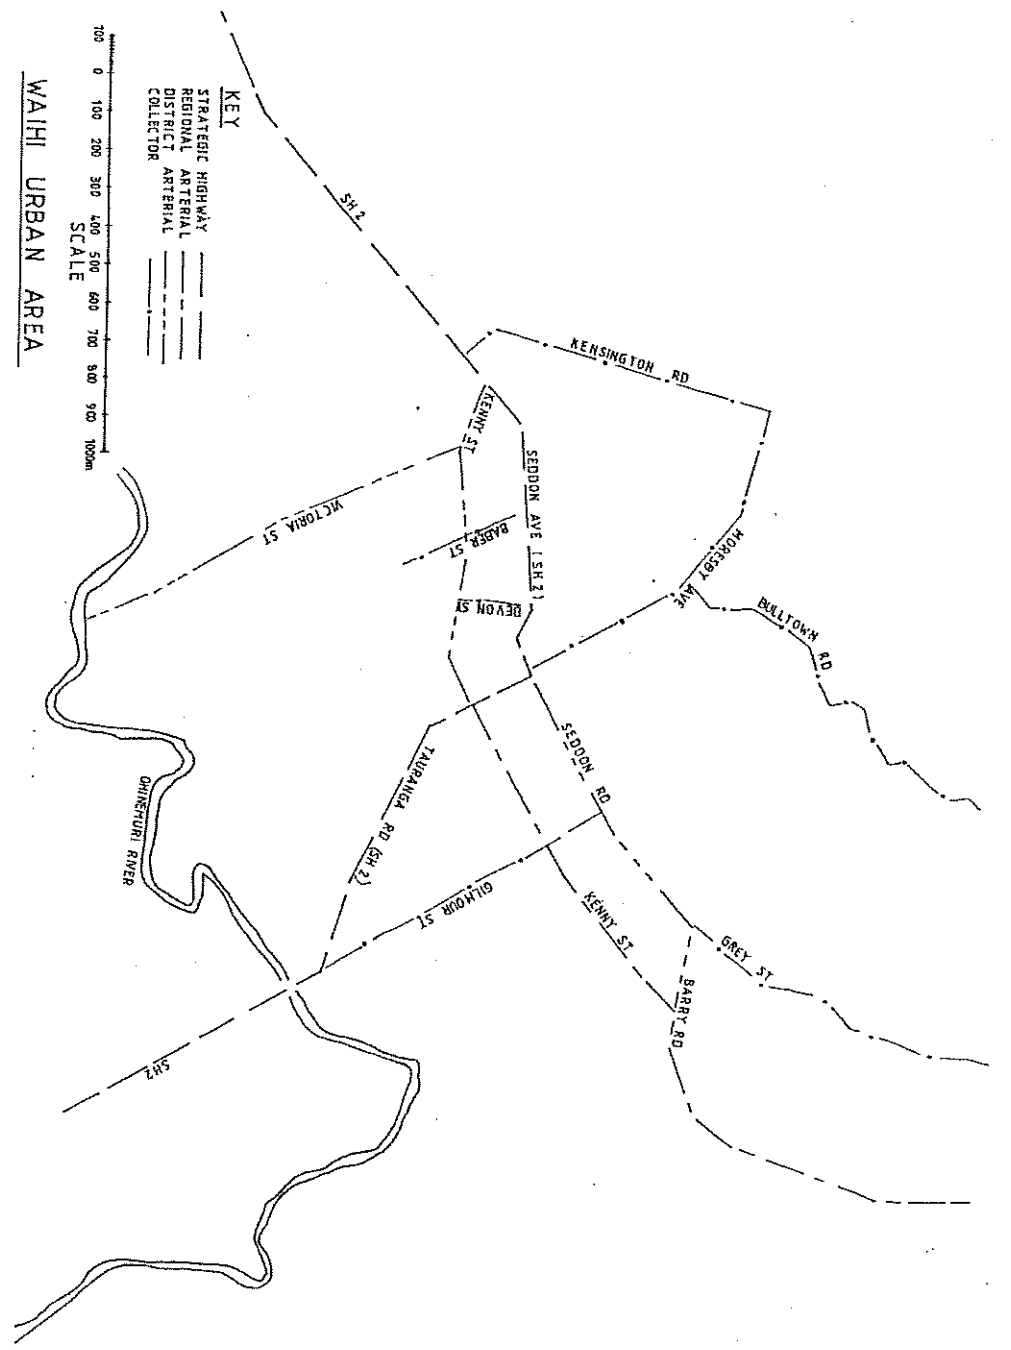 WAIHI URBAN AREA
SCALE
100 0 100 200 300 400 500 600 700 800 900 1000m
KEY
STRATEGIC HIGHWAY
REGIONAL ARTERIAL
DISTRICT ARTERIAL
COLLECTOR
SH 2
KENSINGTON RD
KENNY ST
SEDDON AVE (SH 2)
VICTORIA ST
BABER ST
DEVON ST
MORESBY AVE
BULLTOWN RD
SEDDON RD
TAURANGA RD (SH 2)
GILMOUR ST
KENNY ST
GREY ST
BARRY RD
OHINEMURI RIVER
SH2